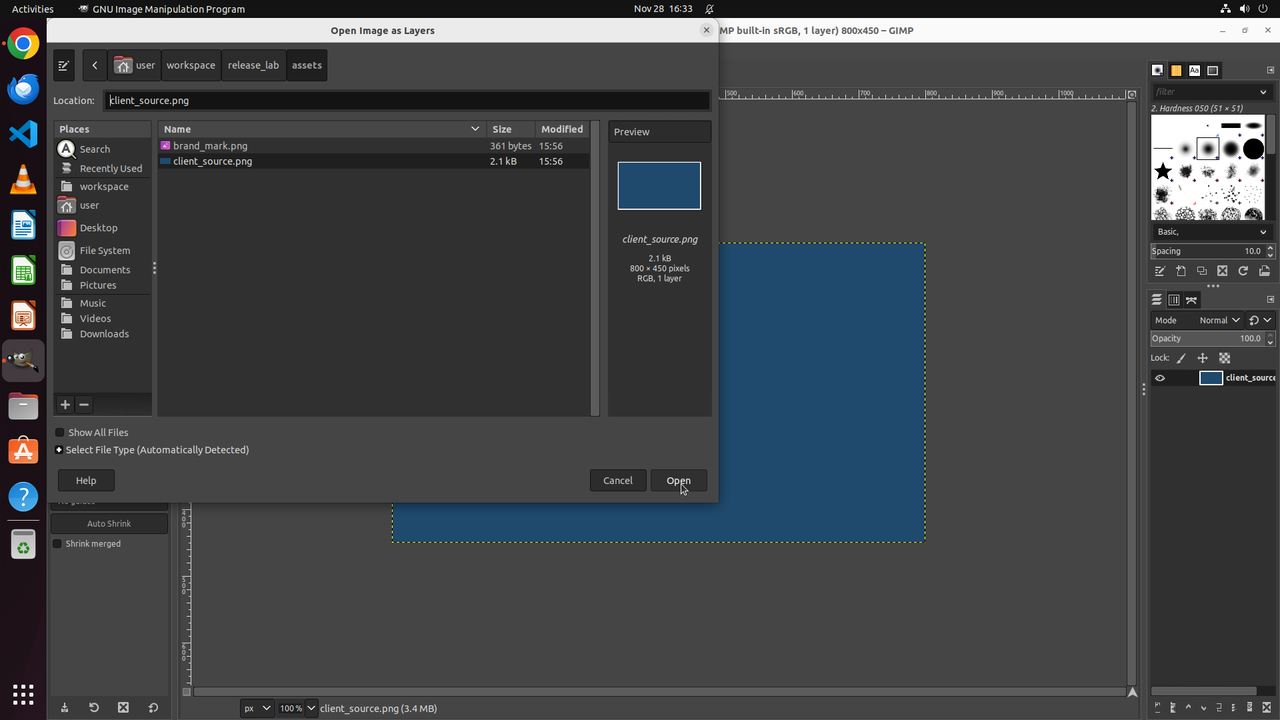 Activities
GNU Image Manipulation Program
Nov 28 16:33
Open Image as Layers
MP built-in sRGB, 1 layer) 800x450 – GIMP
user
workspace
release_lab
assets
Location:
client_source.png
Places
Search
Recently Used
workspace
user
Desktop
File System
Documents
Pictures
Music
Videos
Downloads
Name
Size
Modified
brand_mark.png
361 bytes
15:56
client_source.png
2.1 kB
15:56
Preview
client_source.png
2.1 kB
800 × 450 pixels
RGB, 1 layer
Show All Files
Select File Type (Automatically Detected)
Help
Cancel
Open
Auto Shrink
Shrink merged
500
600
700
800
900
1000
400
500
600
filter
2. Hardness 050 (51 × 51)
Basic,
Spacing
10.0
Mode
Normal
Opacity
100.0
Lock:
client_source
px
100 %
client_source.png (3.4 MB)